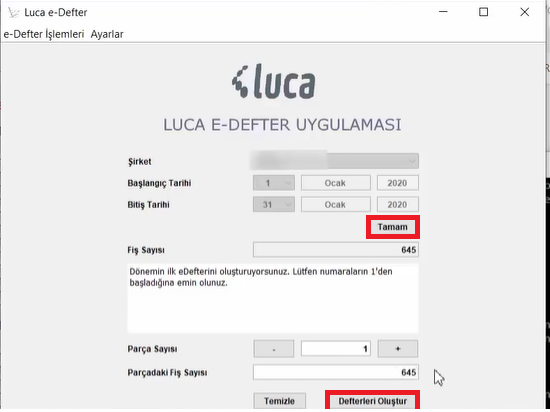 Luca e-Defter
e-Defter İşlemleri Ayarlar
luca
LUCA E-DEFTER UYGULAMASI
Şirket
Başlangıç Tarihi 1 Ocak 2020
Bitiş Tarihi 31 Ocak 2020
Tamam
Fiş Sayısı 645
Dönemin ilk eDefterini oluşturuyorsunuz. Lütfen numaraların 1'den
başladığına emin olunuz.
Parça Sayısı - 1 +
Parçadaki Fiş Sayısı 645
Temizle Defterleri Oluştur